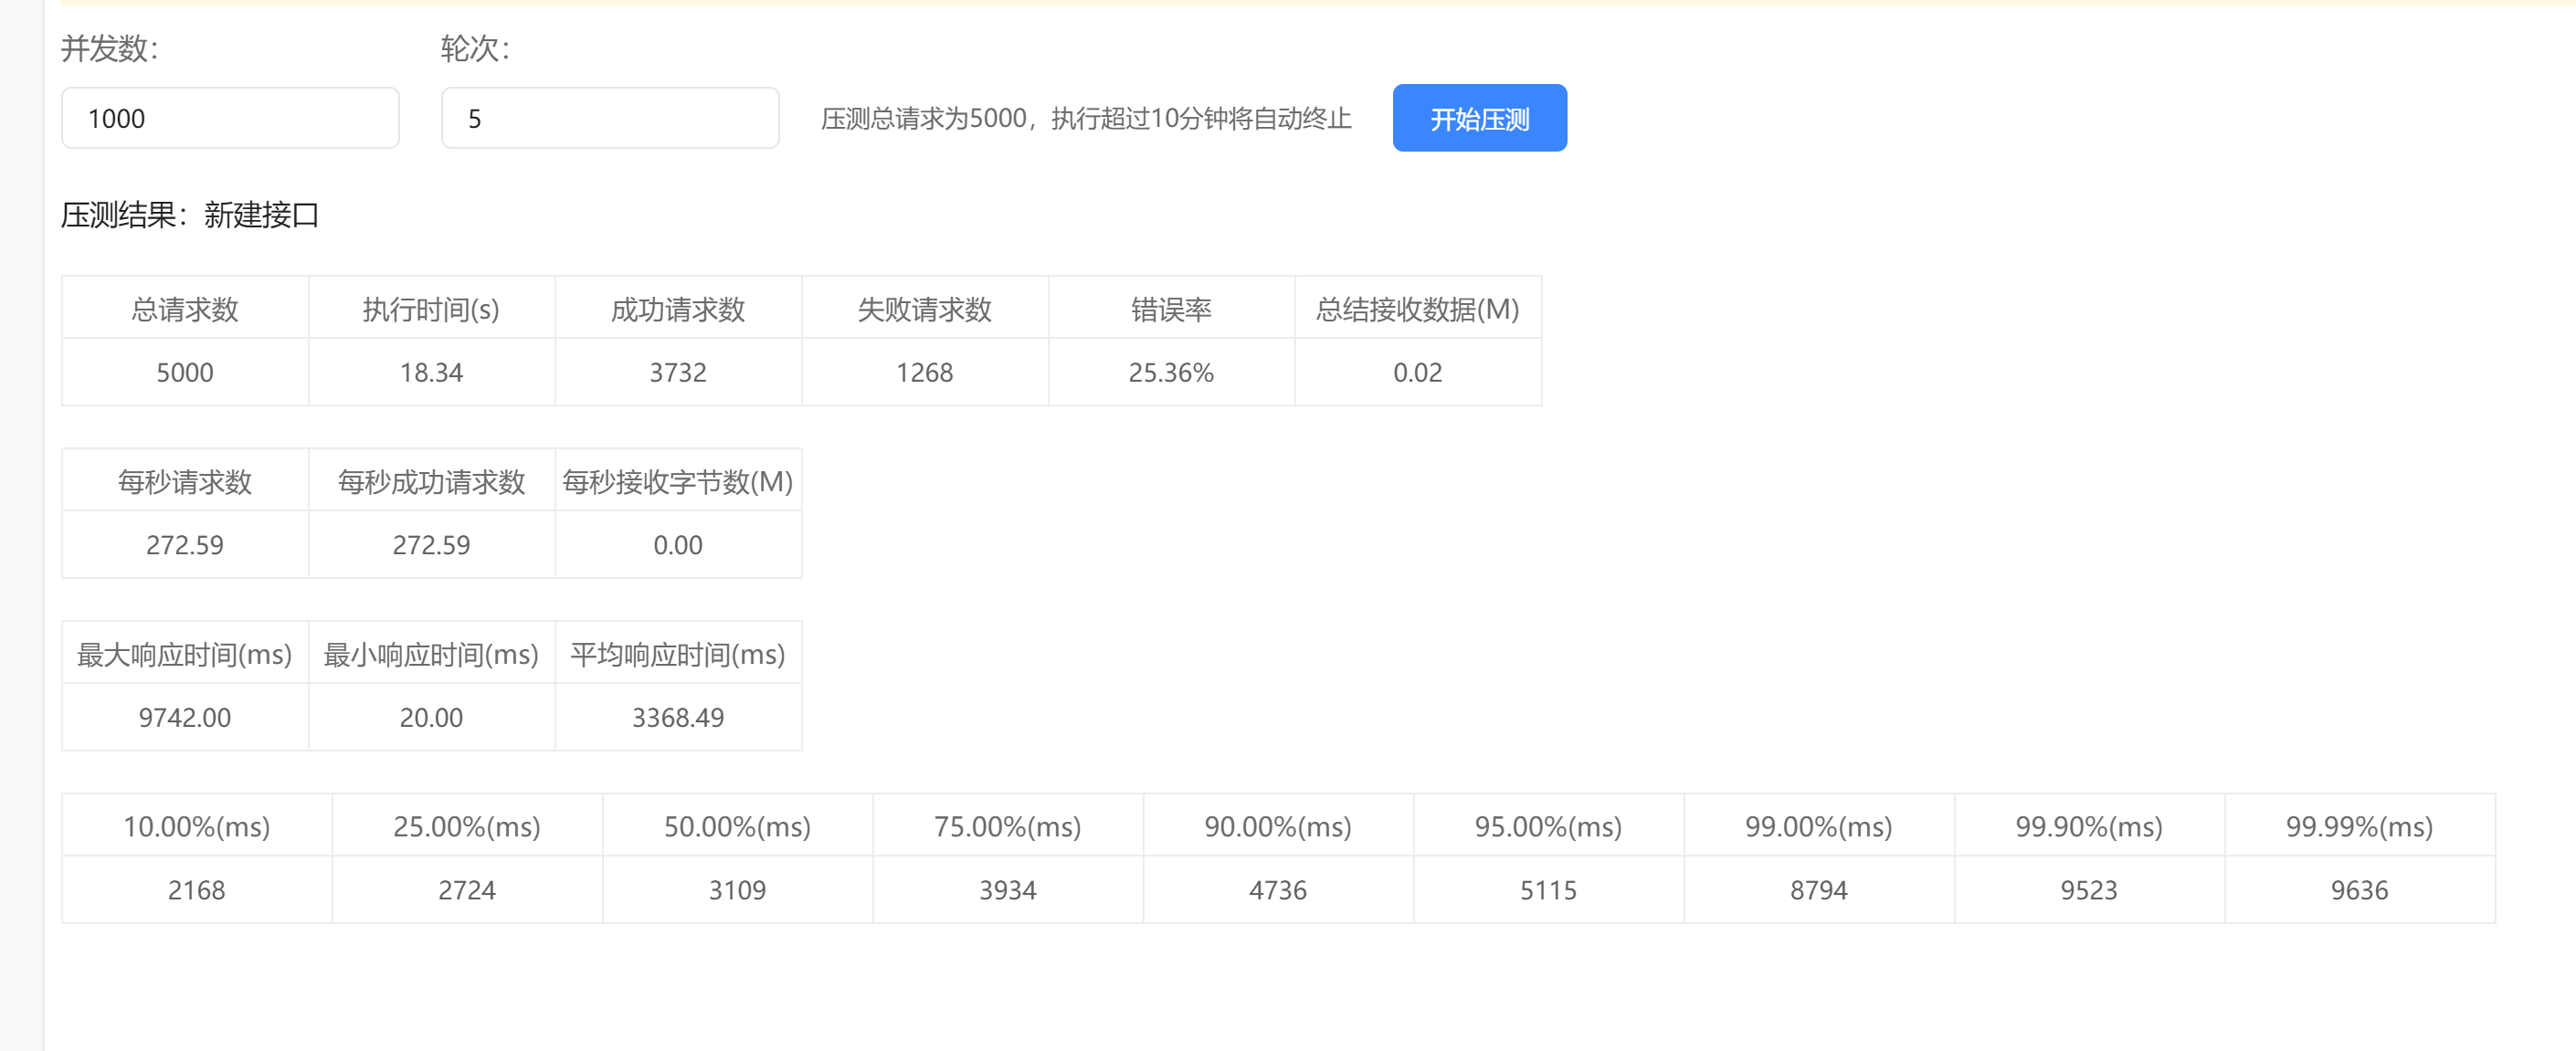 并发数： 轮次：
1000 5 压测总请求为5000，执行超过10分钟将自动终止 开始压测
压测结果：新建接口
总请求数 执行时间(s) 成功请求数 失败请求数 错误率 总结接收数据(M)
5000 18.34 3732 1268 25.36% 0.02
每秒请求数 每秒成功请求数 每秒接收字节数(M)
272.59 272.59 0.00
最大响应时间(ms) 最小响应时间(ms) 平均响应时间(ms)
9742.00 20.00 3368.49
10.00%(ms) 25.00%(ms) 50.00%(ms) 75.00%(ms) 90.00%(ms) 95.00%(ms) 99.00%(ms) 99.90%(ms) 99.99%(ms)
2168 2724 3109 3934 4736 5115 8794 9523 9636